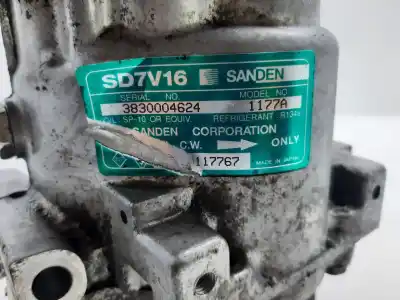 SD7V16 SANDEN
SERIAL NO. MODEL NO.
3830004624 1177A
OIL: SP-10 OR EQUIV. REFRIGERANT R134a
SANDEN CORPORATION
C.W. ONLY
117767 MADE IN JAPAN